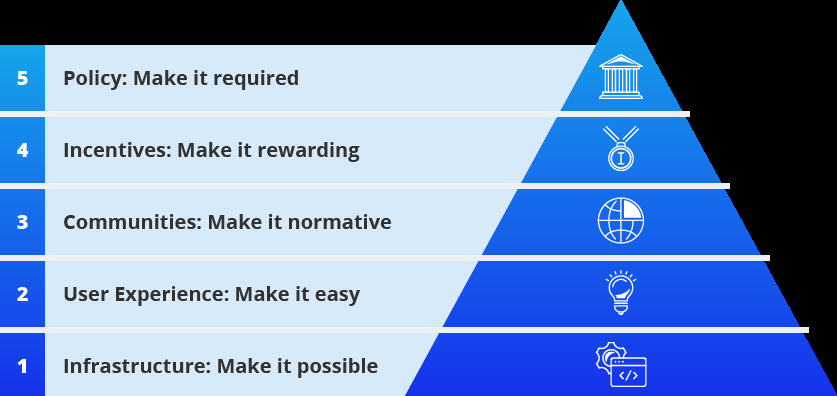 5 Policy: Make it required
4 Incentives: Make it rewarding
3 Communities: Make it normative
2 User Experience: Make it easy
1 Infrastructure: Make it possible